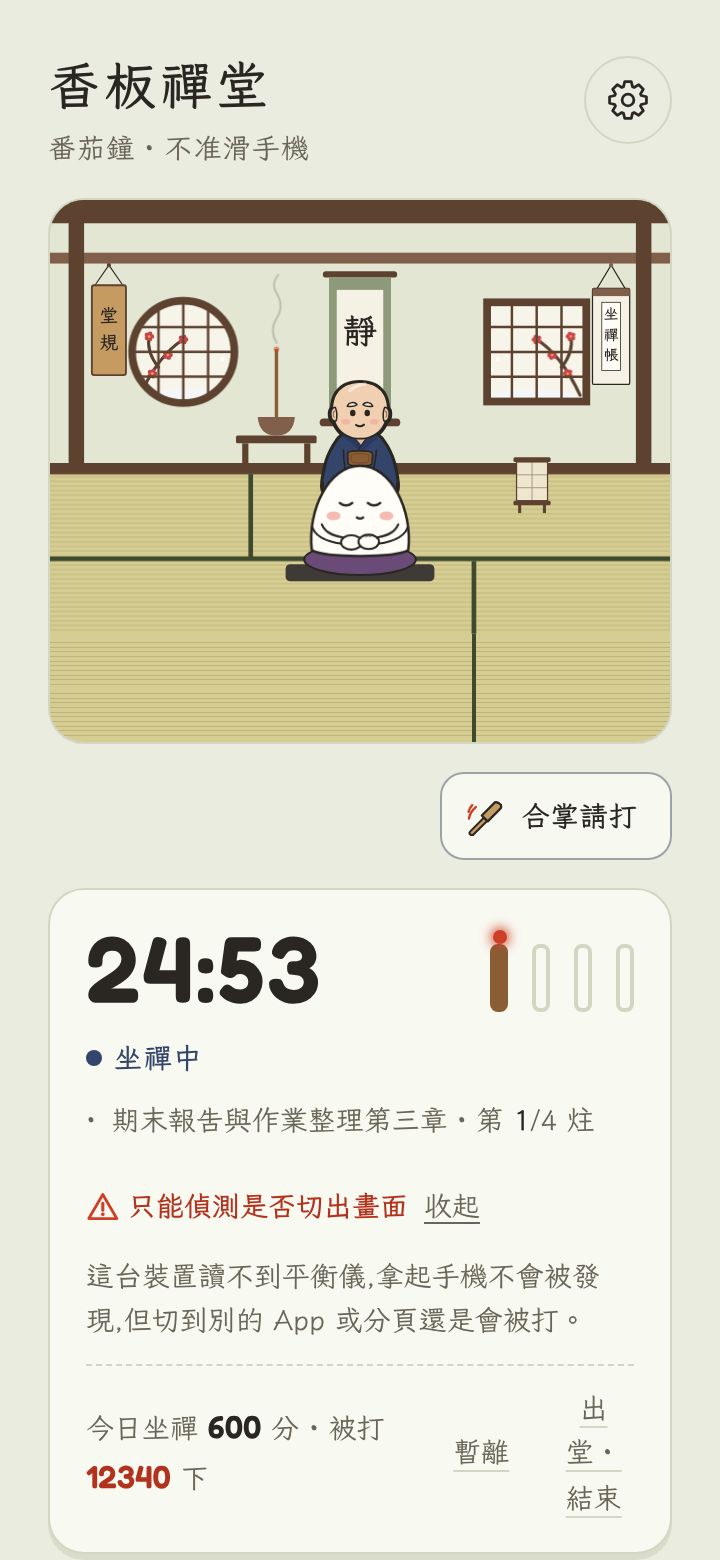 香板禪堂
番茄鐘・不准滑手機
堂規
靜
坐禪帳
合掌請打
24:53
坐禪中
・ 期末報告與作業整理第三章・第 1/4 炷
只能偵測是否切出畫面 收起
這台裝置讀不到平衡儀,拿起手機不會被發
現,但切到別的 App 或分頁還是會被打。
今日坐禪 600 分・被打
12340 下
暫離
出
堂・
結束